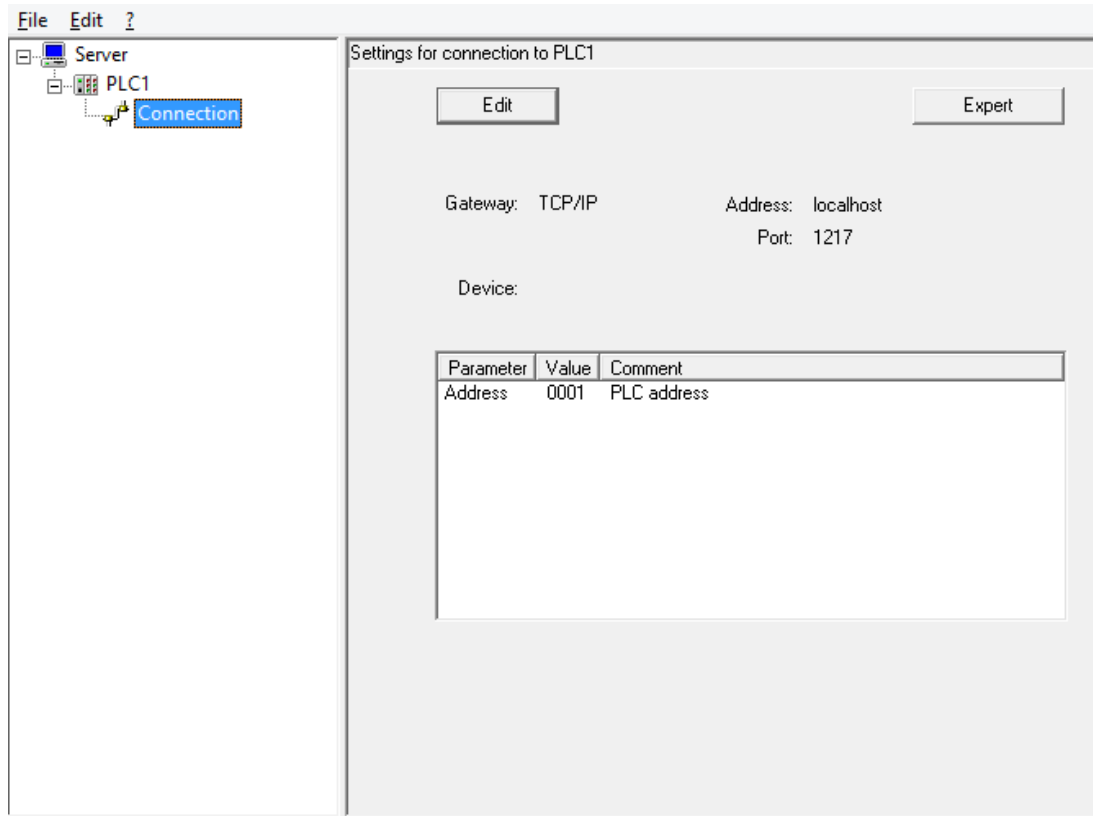 File Edit ?
Server
PLC1
Connection
Settings for connection to PLC1
Edit Expert
Gateway: TCP/IP Address: localhost
Port: 1217
Device:
Parameter Value Comment
Address 0001 PLC address